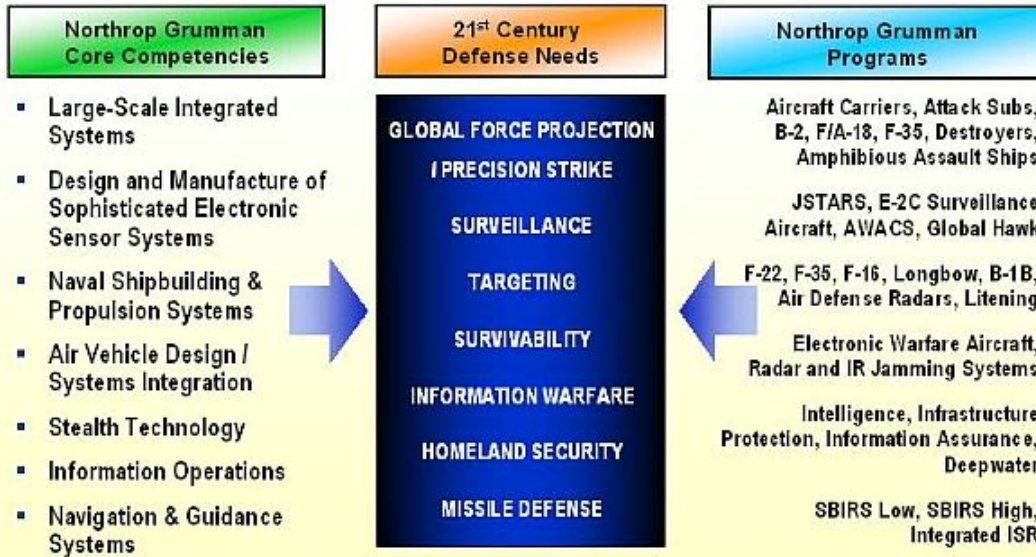 Northrop Grumman
Core Competencies
▪ Large-Scale Integrated
Systems
▪ Design and Manufacture of
Sophisticated Electronic
Sensor Systems
▪ Naval Shipbuilding &
Propulsion Systems
▪ Air Vehicle Design /
Systems Integration
▪ Stealth Technology
▪ Information Operations
▪ Navigation & Guidance
Systems
21st Century
Defense Needs
GLOBAL FORCE PROJECTION
/ PRECISION STRIKE
SURVEILLANCE
TARGETING
SURVIVABILITY
INFORMATION WARFARE
HOMELAND SECURITY
MISSILE DEFENSE
Northrop Grumman
Programs
Aircraft Carriers, Attack Subs,
B-2, F/A-18, F-35, Destroyers,
Amphibious Assault Ships
JSTARS, E-2C Surveillance
Aircraft, AWACS, Global Hawk
F-22, F-35, F-16, Longbow, B-1B,
Air Defense Radars, Litening
Electronic Warfare Aircraft,
Radar and IR Jamming Systems
Intelligence, Infrastructure
Protection, Information Assurance,
Deepwater
SBIRS Low, SBIRS High,
Integrated ISR